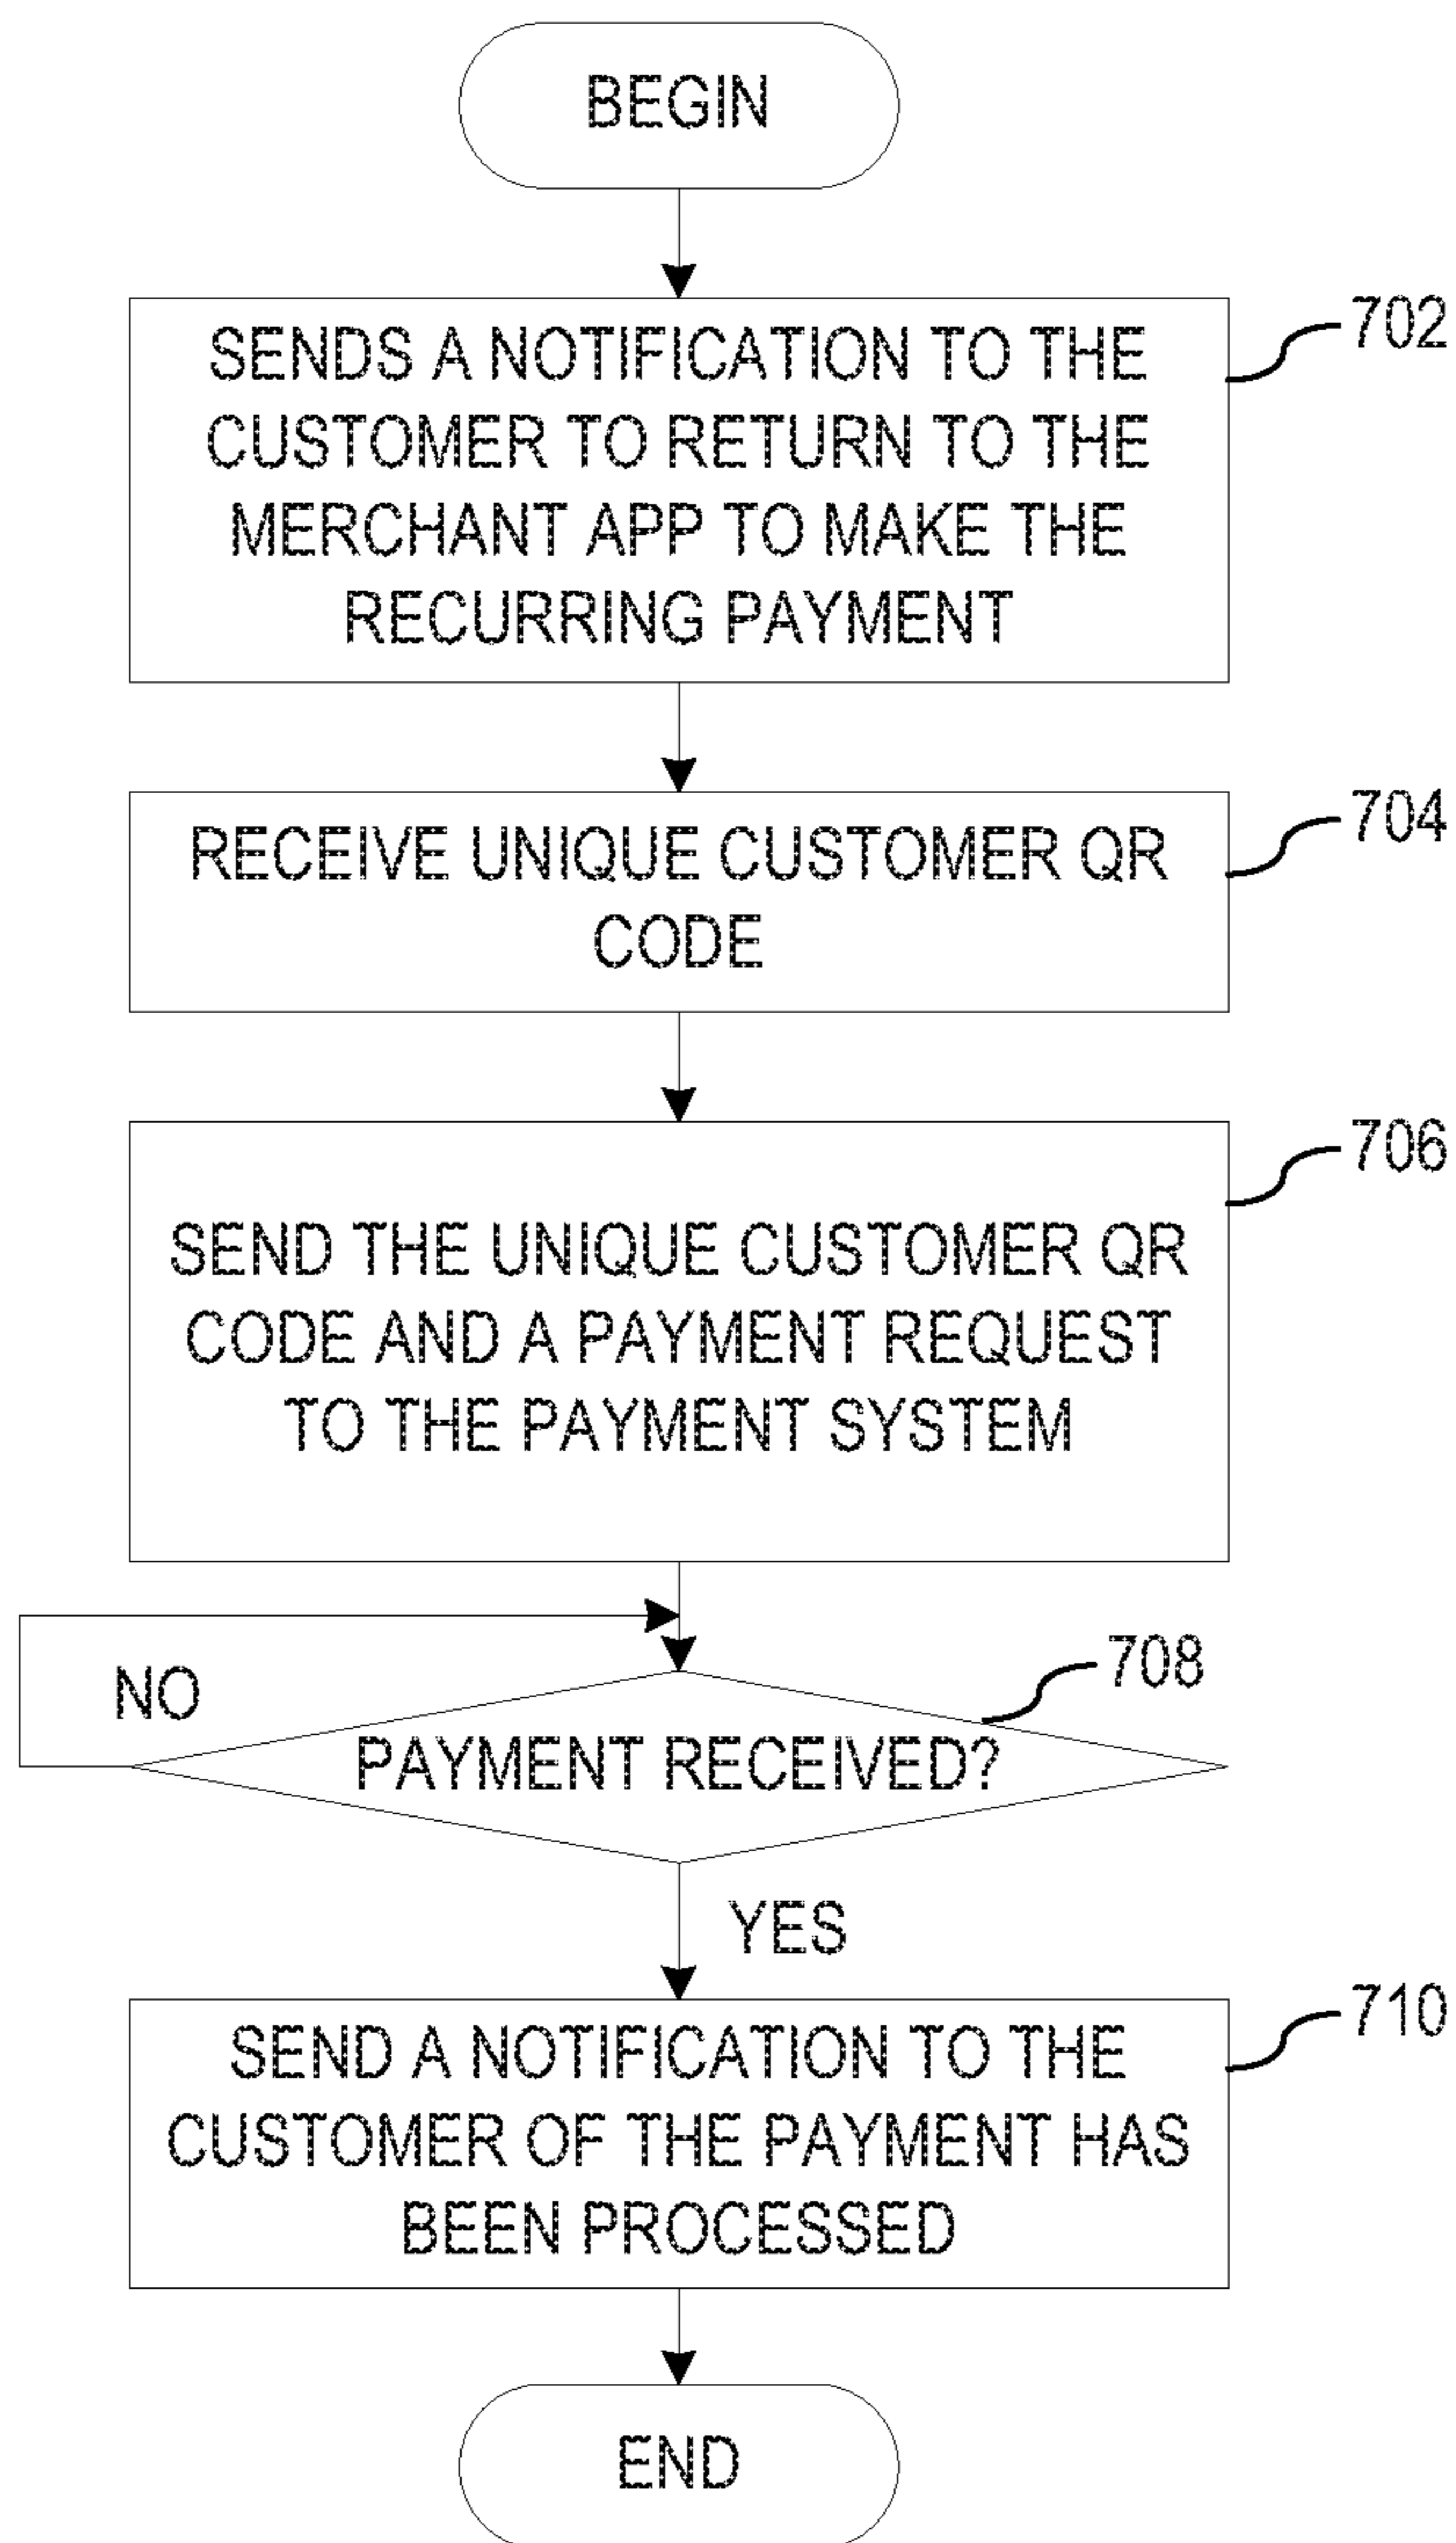 BEGIN
SENDS A NOTIFICATION TO THE
CUSTOMER TO RETURN TO THE
MERCHANT APP TO MAKE THE
RECURRING PAYMENT
702
RECEIVE UNIQUE CUSTOMER QR
CODE
704
SEND THE UNIQUE CUSTOMER QR
CODE AND A PAYMENT REQUEST
TO THE PAYMENT SYSTEM
706
NO
PAYMENT RECEIVED?
708
YES
SEND A NOTIFICATION TO THE
CUSTOMER OF THE PAYMENT HAS
BEEN PROCESSED
710
END